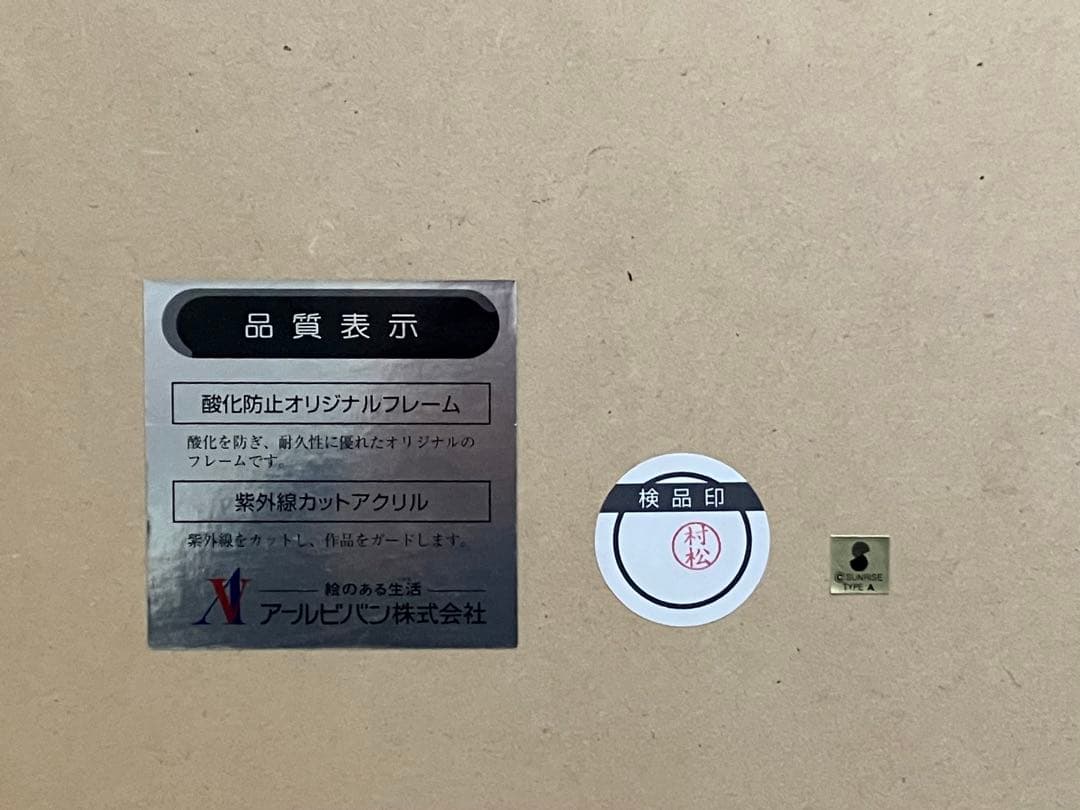 品質表示
酸化防止オリジナルフレーム
酸化を防ぎ、耐久性に優れたオリジナルの
フレームです。
紫外線カットアクリル
紫外線をカットし、作品をガードします。
絵のある生活
アールビバン株式会社
検品印
村松
©SUNRISE
TYPE A